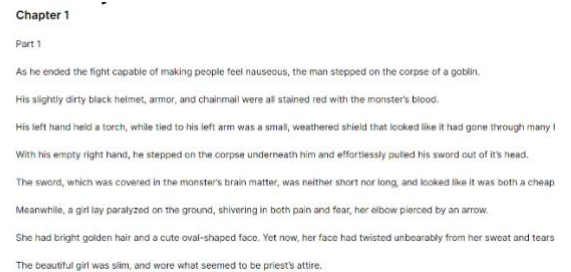 Chapter 1
Part 1
As he ended the fight capable of making people feel nauseous, the man stepped on the corpse of a goblin.
His slightly dirty black helmet, armor, and chainmail were all stained red with the monster's blood.
His left hand held a torch, while tied to his left arm was a small, weathered shield that looked like it had gone through many
With his empty right hand, he stepped on the corpse underneath him and effortlessly pulled his sword out of it's head.
The sword, which was covered in the monster's brain matter, was neither short nor long, and looked like it was both a cheap
Meanwhile, a girl lay paralyzed on the ground, shivering in both pain and fear, her elbow pierced by an arrow.
She had bright golden hair and a cute oval-shaped face. Yet now, her face had twisted unbearably from her sweat and tears
The beautiful girl was slim, and wore what seemed to be priest's attire.